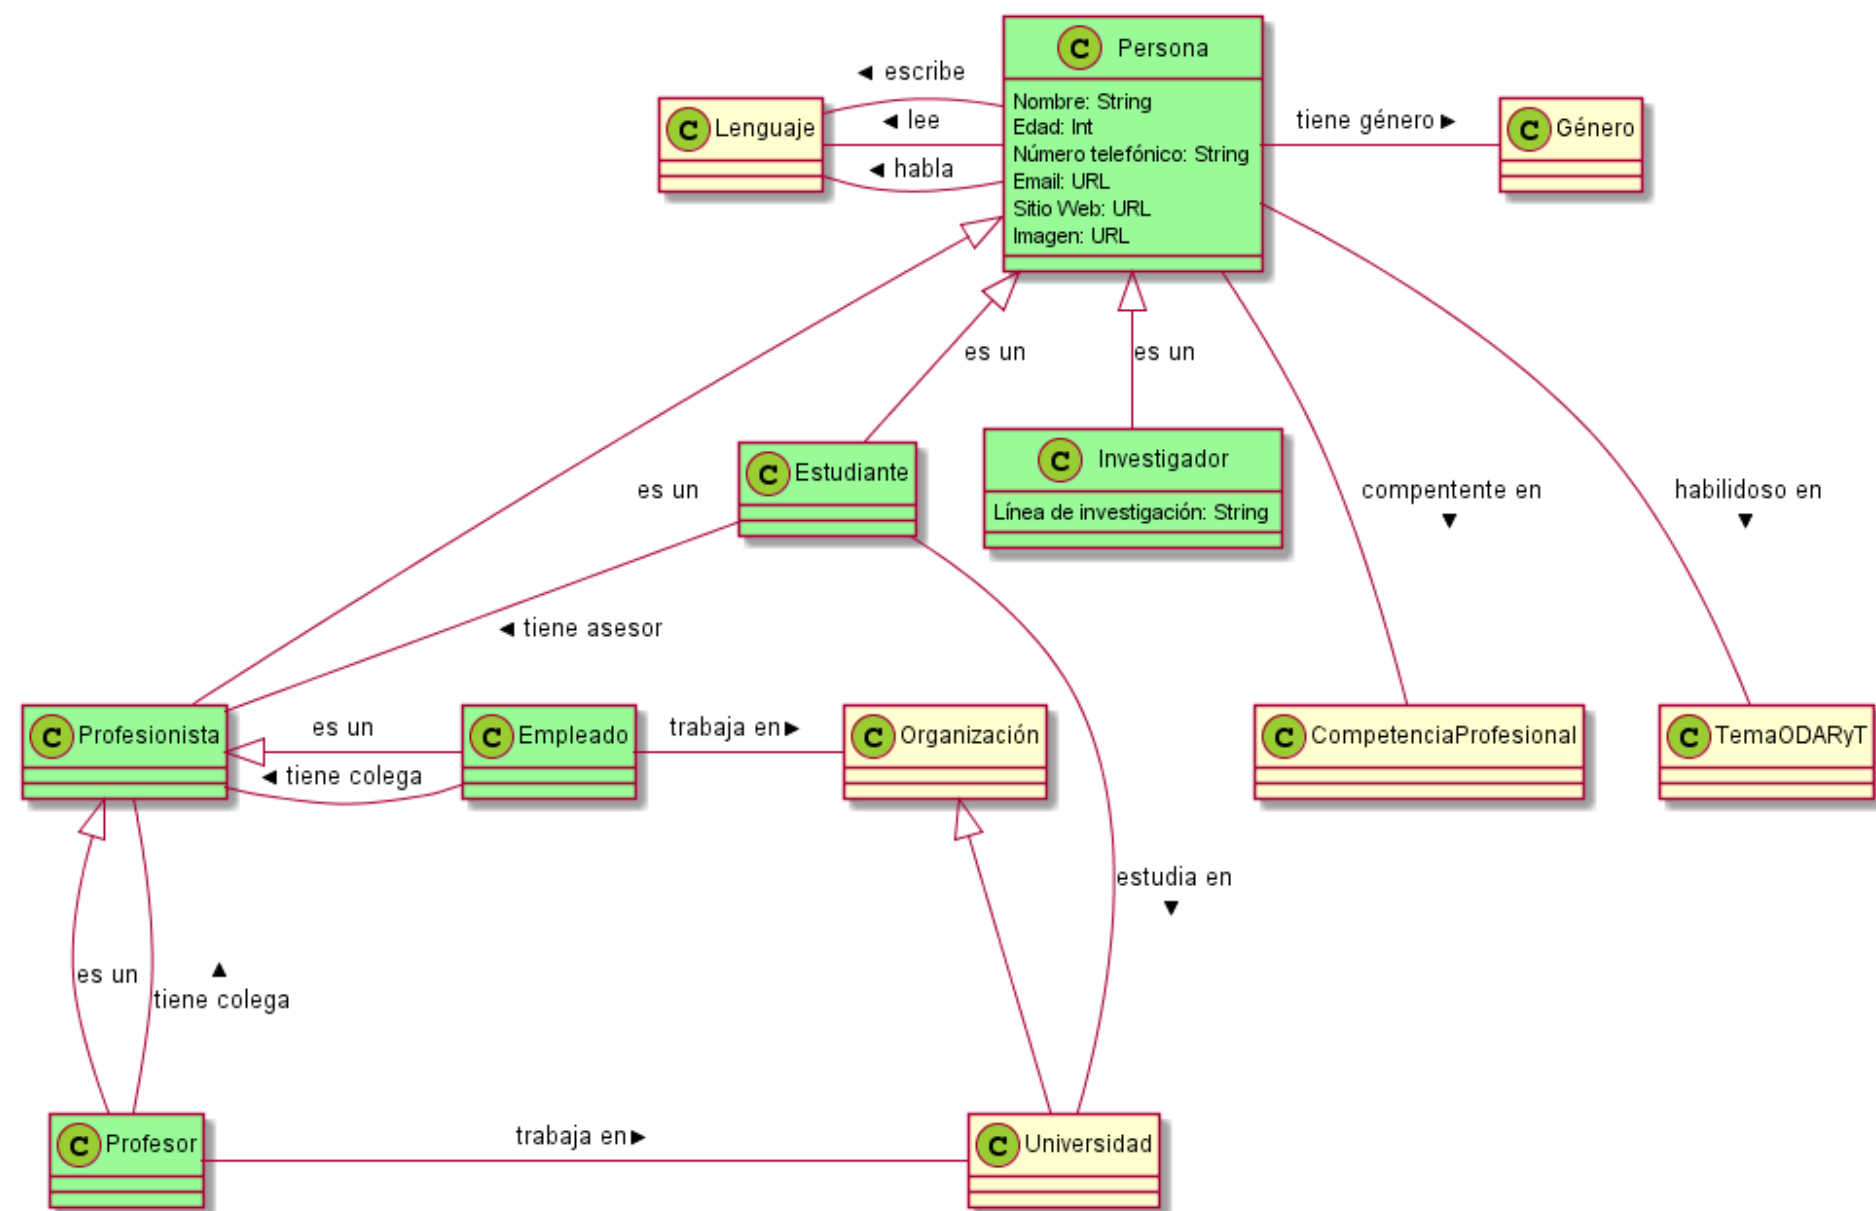 C Persona
◄ escribe
Nombre: String
◄ lee
Edad: Int
tiene género ►
C Lenguaje
C Género
Número telefónico: String
◄ habla
Email: URL
Sitio Web: URL
Imagen: URL
es un
es un
C Estudiante
C Investigador
Línea de investigación: String
es un
compentente en
▼
habilidoso en
▼
◄ tiene asesor
C Profesionista
es un
C Empleado
trabaja en ►
C Organización
C CompetenciaProfesional
C TemaODARyT
◄ tiene colega
estudia en
▼
es un
▲
tiene colega
C Profesor
trabaja en ►
C Universidad